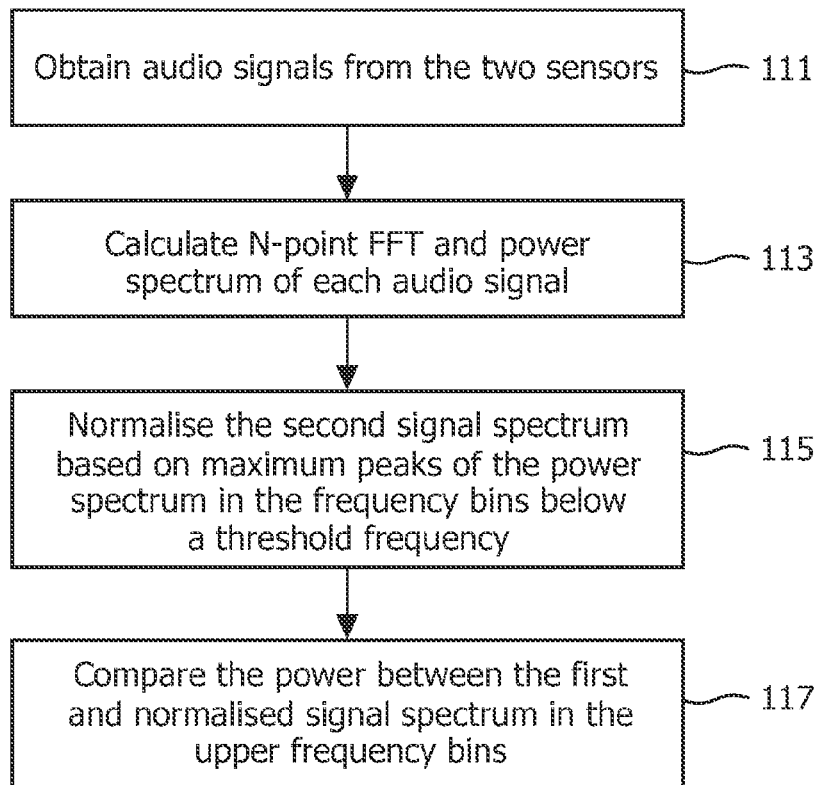 Obtain audio signals from the two sensors
111
Calculate N-point FFT and power
spectrum of each audio signal
113
Normalise the second signal spectrum
based on maximum peaks of the power
spectrum in the frequency bins below
a threshold frequency
115
Compare the power between the first
and normalised signal spectrum in the
upper frequency bins
117